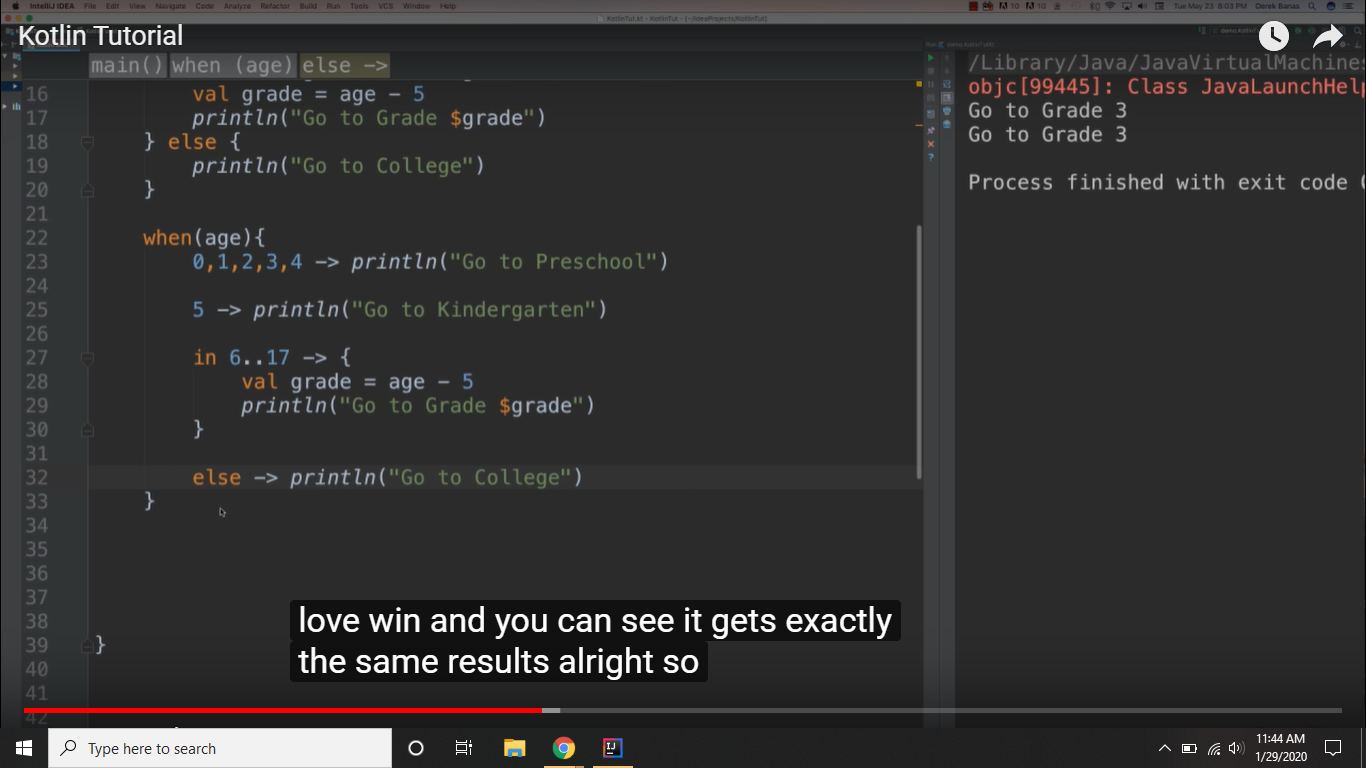 IntelliJ IDEA File Edit View Navigate Code Analyze Refactor Build Run Tools VCS Window Help Tue May 23 8:03 PM Derek Banas
Kotlin Tutorial
main() when (age) else ->
16 val grade = age - 5
17 println("Go to Grade $grade")
18 } else {
19 println("Go to College")
20 }
21
22 when(age){
23 0,1,2,3,4 -> println("Go to Preschool")
24
25 5 -> println("Go to Kindergarten")
26
27 in 6..17 -> {
28 val grade = age - 5
29 println("Go to Grade $grade")
30 }
31
32 else -> println("Go to College")
33 }
34
35
36
37
38
39 }
40
41
42
/Library/Java/JavaVirtualMachines
objc[99445]: Class JavaLaunchHelp
Go to Grade 3
Go to Grade 3
Process finished with exit code
love win and you can see it gets exactly
the same results alright so
Type here to search
11:44 AM
1/29/2020